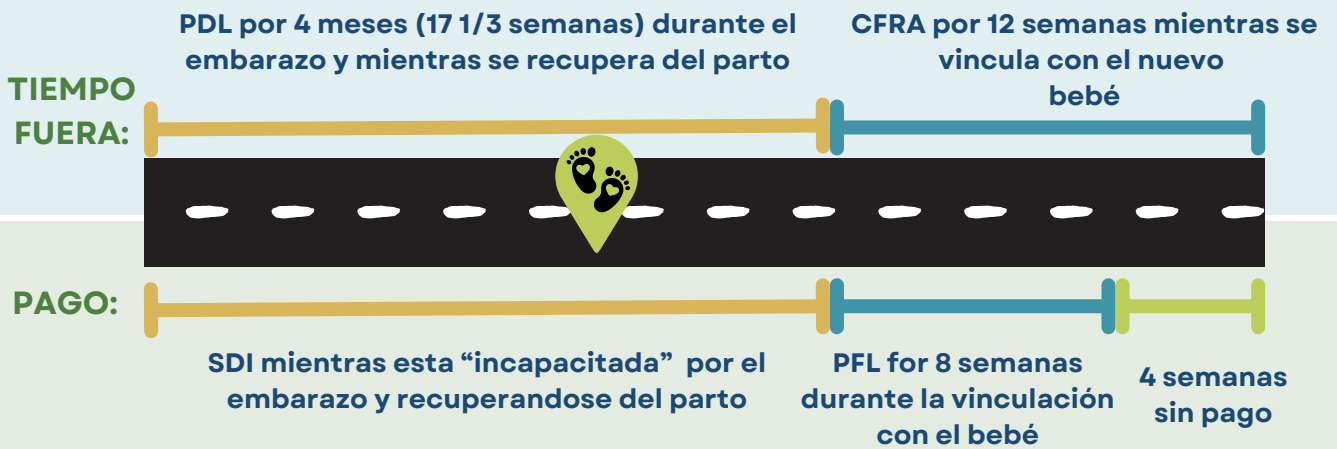 PDL por 4 meses (17 1/3 semanas) durante el
embarazo y mientras se recupera del parto
CFRA por 12 semanas mientras se
vincula con el nuevo
bebé
TIEMPO
FUERA:
PAGO:
SDI mientras esta “incapacitada” por el
embarazo y recuperandose del parto
PFL for 8 semanas
durante la vinculación
con el bebé
4 semanas
sin pago